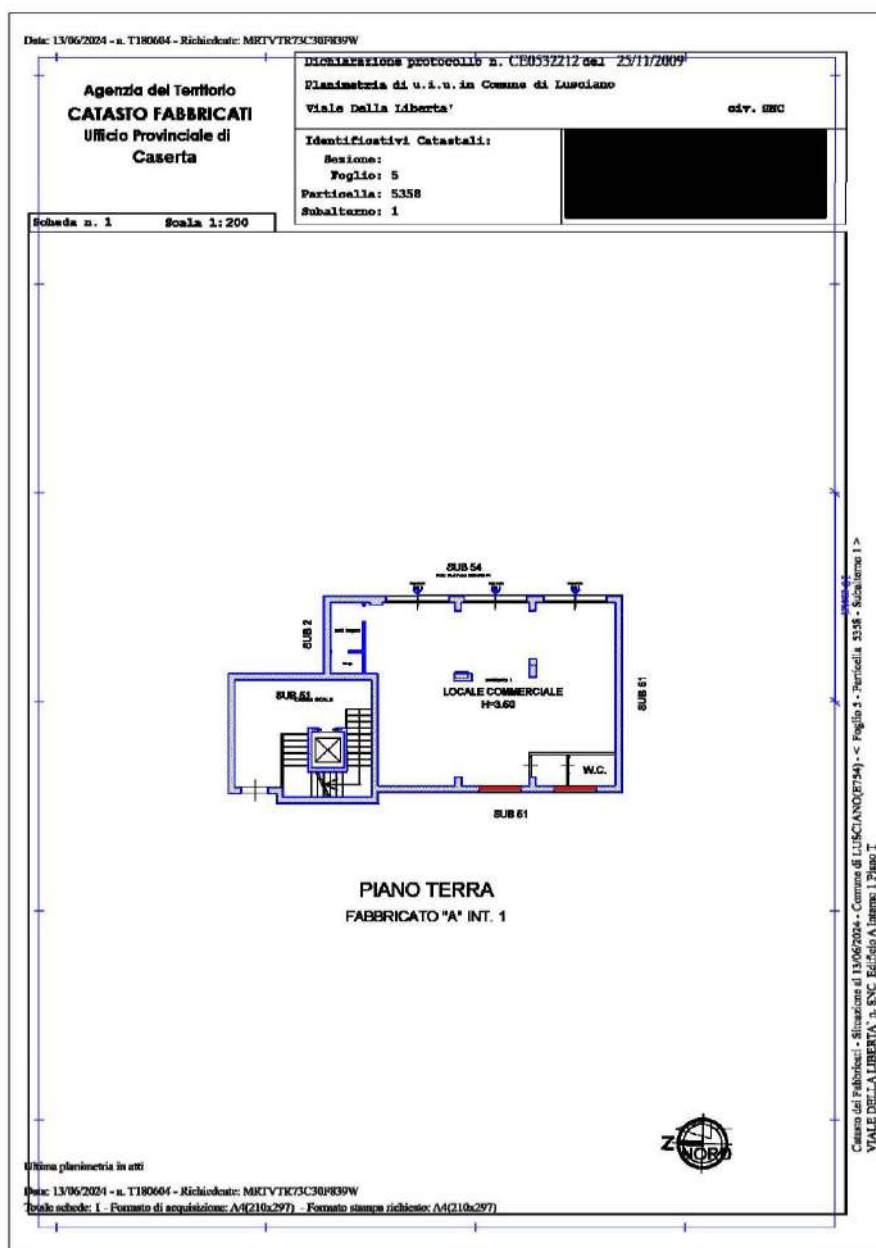 Data: 13/06/2024 - n. T180604 - Richiedente: MRTVTR73C30F839W
Agenzia del Territorio
CATASTO FABBRICATI
Ufficio Provinciale di
Caserta
Dichiarazione protocollo n. CE0532212 del 25/11/2009
Planimetria di u.i.u. in Comune di Lusciano
Viale Della Liberta' civ. SNC
Identificativi Catastali:
Sezione:
Foglio: 5
Particella: 5358
Subalterno: 1
Scheda n. 1 Scala 1:200
SUB 54
SUB 2
SUB 51
LOCALE COMMERCIALE
H=3.60
SUB 51
W.C.
SUB 51
PIANO TERRA
FABBRICATO "A" INT. 1
NORD
Catasto dei Fabbricati - Situazione al 13/06/2024 - Comune di LUSCIANO(E754) - < Foglio 5 - Particella 5358 - Subalterno 1 >
VIALE DELLA LIBERTA` n. SNC Edificio A Interno 1 Piano T
Ultima planimetria in atti
Data: 13/06/2024 - n. T180604 - Richiedente: MRTVTR73C30F839W
Totale schede: 1 - Formato di acquisizione: A4(210x297) - Formato stampa richiesto: A4(210x297)